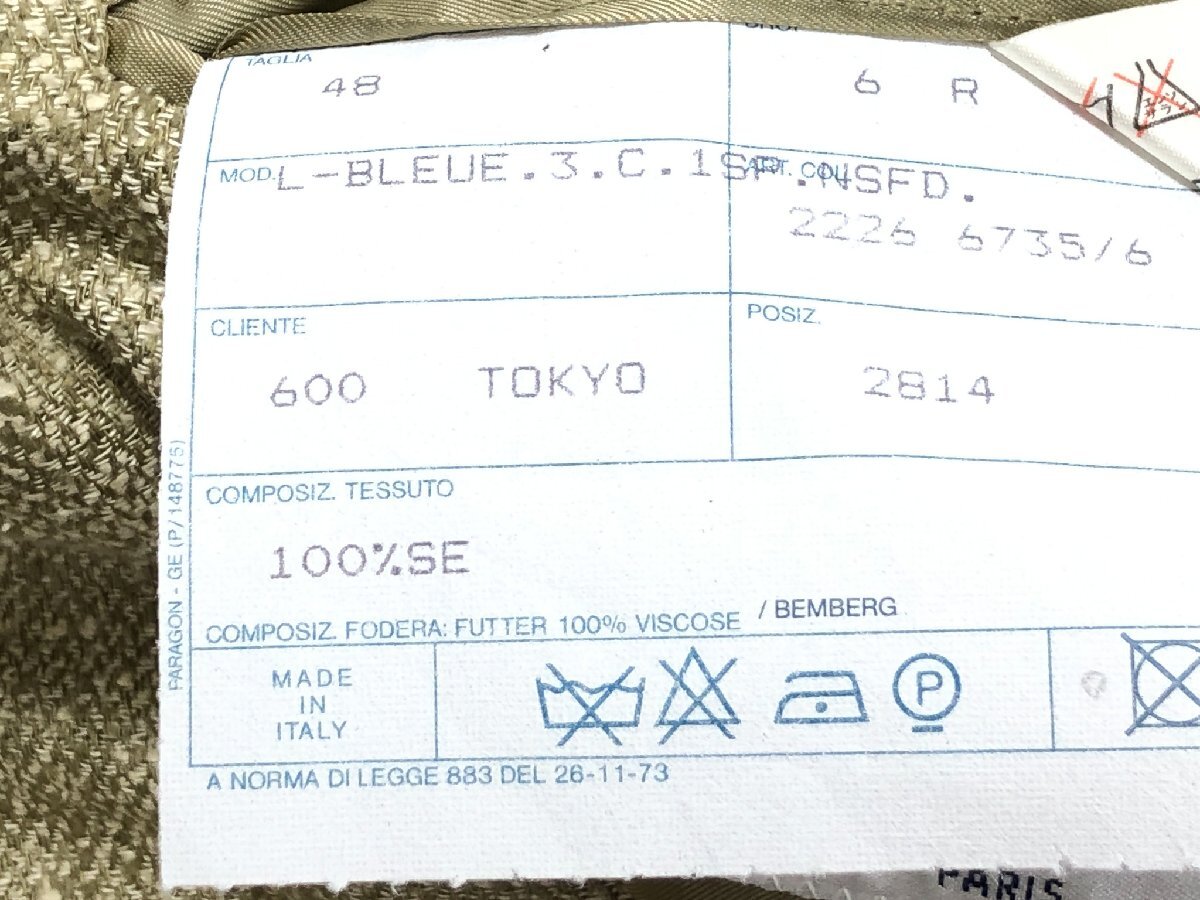 TAGLIA
48
6 R
MOD.
L-BLEUE.3.C.1SP.NSFD.
ART. COL.
2226 6735/6
CLIENTE
POSIZ.
600 TOKYO
2814
COMPOSIZ. TESSUTO
100%SE
COMPOSIZ. FODERA: FUTTER 100% VISCOSE / BEMBERG
MADE
IN
ITALY
P
A NORMA DI LEGGE 883 DEL 26-11-73
PARAGON - GE (P/148775)
PARIS